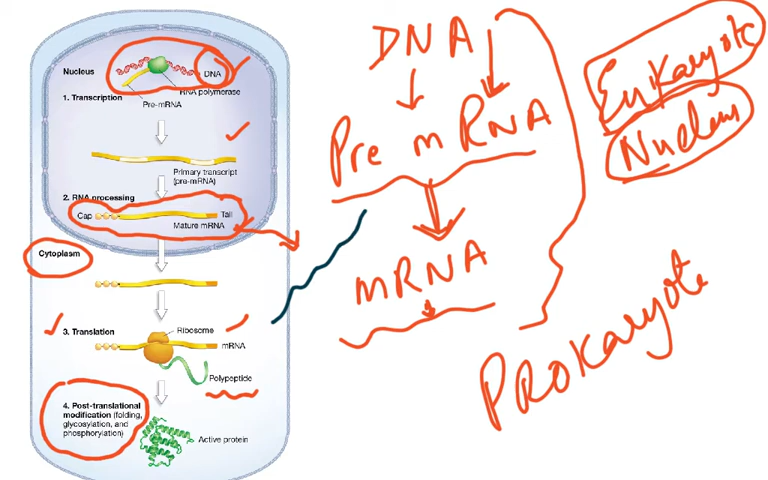 Nucleus
DNA
RNA polymerase
1. Transcription
Pre-mRNA
Primary transcript
(pre-mRNA)
2. RNA processing
Cap
Tail
Mature mRNA
Cytoplasm
3. Translation
Ribosome
mRNA
Polypeptide
4. Post-translational
modification (folding,
glycosylation, and
phosphorylation)
Active protein
DNA
Pre mRNA
mRNA
Eukaryote
Nucleus
PROkaryote